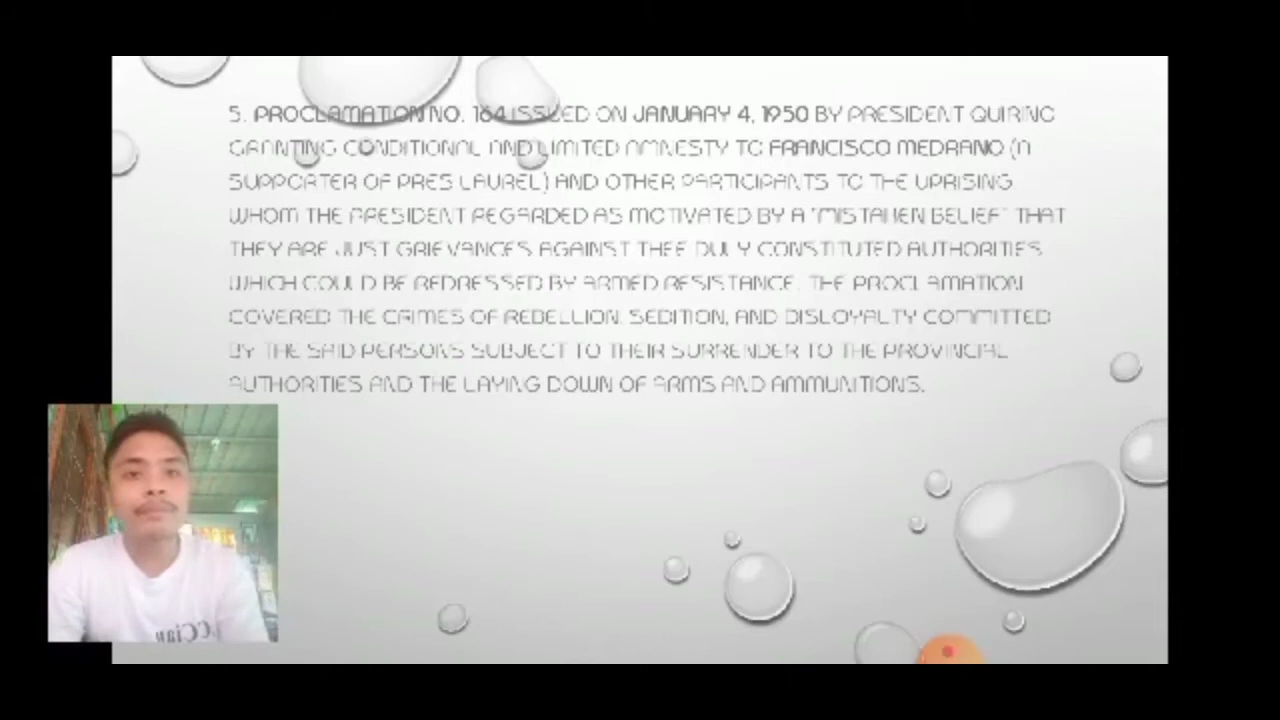 5. PROCLAMATION NO. 164 ISSUED ON JANUARY 4, 1950 BY PRESIDENT QUIRINO
GRANTING CONDITIONAL AND LIMITED AMNESTY TO FRANCISCO MEDRANO (A
SUPPORTER OF PRES LAUREL) AND OTHER PARTICIPANTS TO THE UPRISING
WHOM THE PRESIDENT REGARDED AS MOTIVATED BY A "MISTAKEN BELIEF" THAT
THEY ARE JUST GRIEVANCES AGAINST THEE DULY CONSTITUTED AUTHORITIES
WHICH COULD BE REDRESSED BY ARMED RESISTANCE. THE PROCLAMATION
COVERED THE CRIMES OF REBELLION, SEDITION, AND DISLOYALTY COMMITTED
BY THE SAID PERSONS SUBJECT TO THEIR SURRENDER TO THE PROVINCIAL
AUTHORITIES AND THE LAYING DOWN OF ARMS AND AMMUNITIONS.